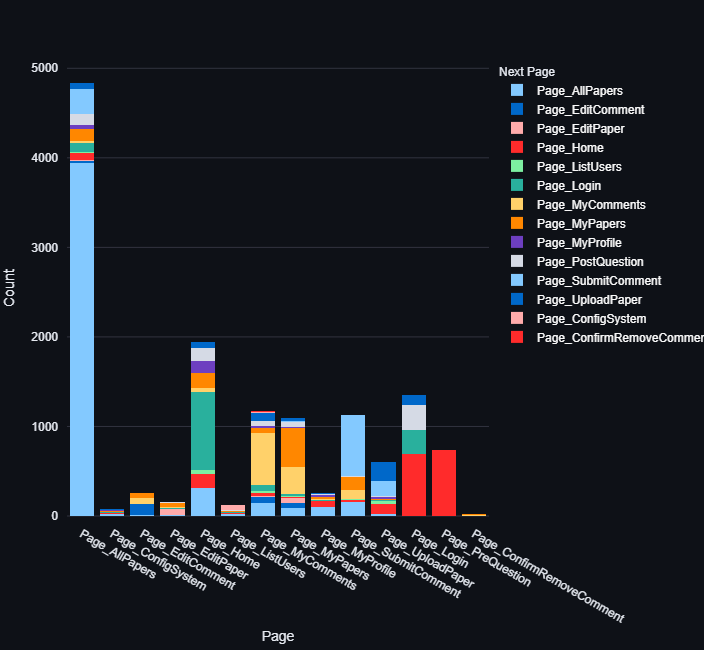 Next Page
Page_AllPapers
Page_EditComment
Page_EditPaper
Page_Home
Page_ListUsers
Page_Login
Page_MyComments
Page_MyPapers
Page_MyProfile
Page_PostQuestion
Page_SubmitComment
Page_UploadPaper
Page_ConfigSystem
Page_ConfirmRemoveCommen
5000
4000
3000
2000
1000
0
Count
Page_AllPapers
Page_ConfigSystem
Page_EditComment
Page_EditPaper
Page_Home
Page_ListUsers
Page_MyComments
Page_MyPapers
Page_MyProfile
Page_SubmitComment
Page_UploadPaper
Page_Login
Page_PreQuestion
Page_ConfirmRemoveComment
Page